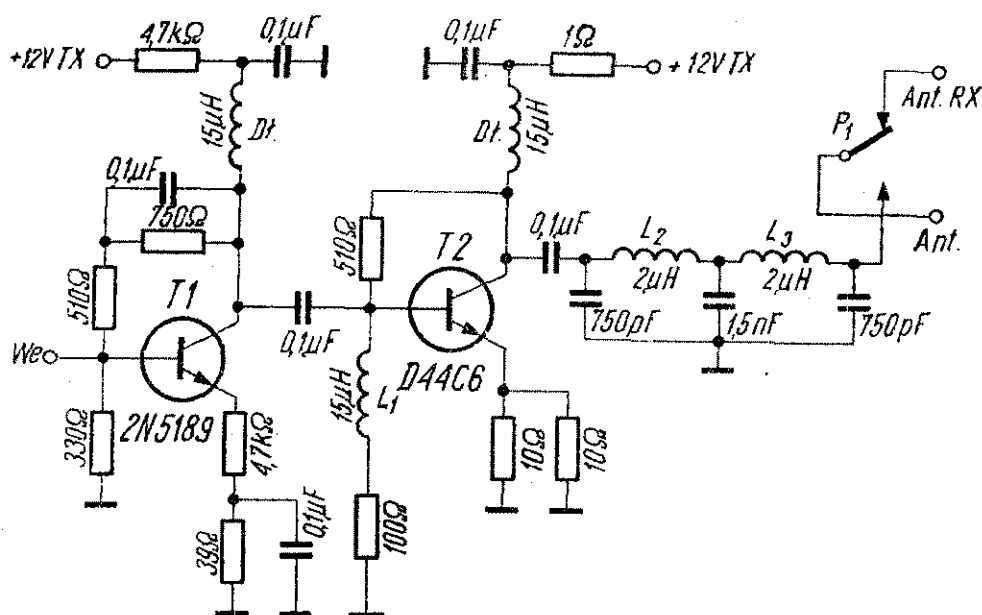 +12V TX
4,7kΩ
0,1µF
0,1µF
1Ω
+12V TX
15µH
Dł.
Dł.
15µH
Ant. RX
P1
0,1µF
750Ω
510Ω
T1
510Ω
T2
0,1µF
L2
2µH
L3
2µH
Ant.
We
0,1µF
750pF
1,5nF
750pF
330Ω
2N5189
4,7kΩ
15µH
L1
D44C6
10Ω
10Ω
39Ω
0,1µF
100Ω